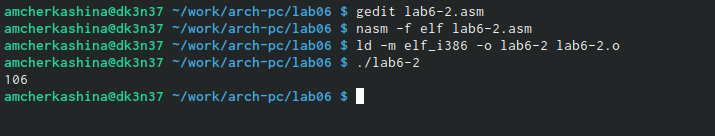 amcherkashina@dk3n37 ~/work/arch-pc/lab06 $ gedit lab6-2.asm
amcherkashina@dk3n37 ~/work/arch-pc/lab06 $ nasm -f elf lab6-2.asm
amcherkashina@dk3n37 ~/work/arch-pc/lab06 $ ld -m elf_i386 -o lab6-2 lab6-2.o
amcherkashina@dk3n37 ~/work/arch-pc/lab06 $ ./lab6-2
106
amcherkashina@dk3n37 ~/work/arch-pc/lab06 $